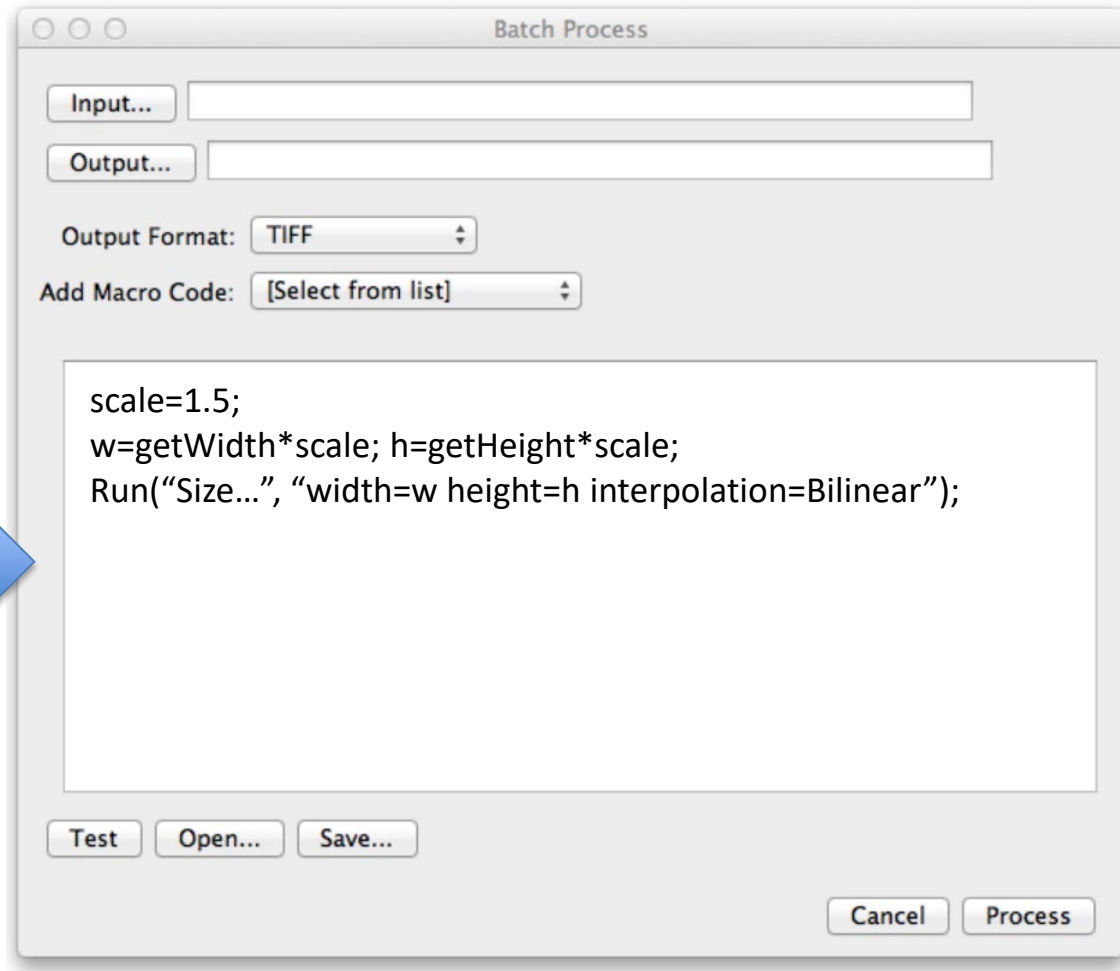 Batch Process
Input...
Output...
Output Format: TIFF
Add Macro Code: [Select from list]
scale=1.5;
w=getWidth*scale; h=getHeight*scale;
Run(“Size…”, “width=w height=h interpolation=Bilinear”);
Test Open... Save...
Cancel Process